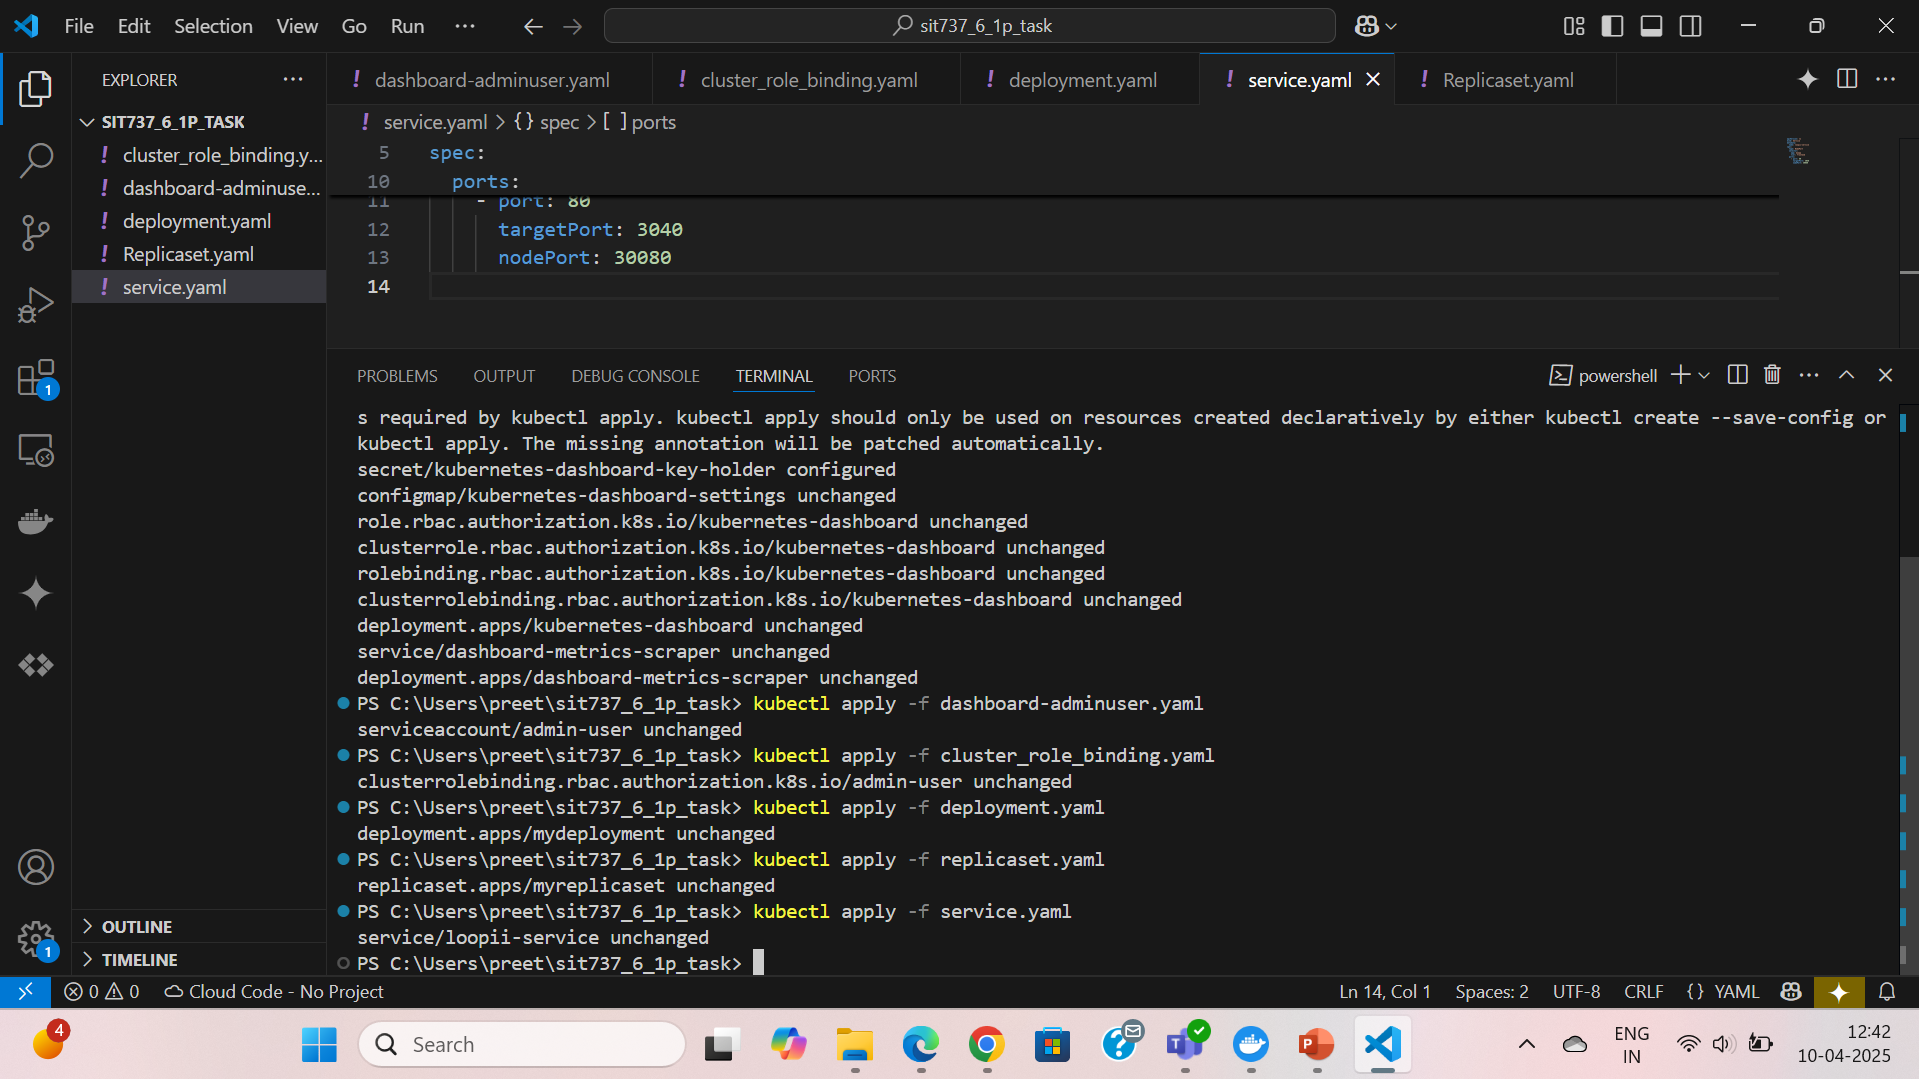 File Edit Selection View Go Run ··· sit737_6_1p_task
EXPLORER
dashboard-adminuser.yaml cluster_role_binding.yaml deployment.yaml service.yaml Replicaset.yaml
SIT737_6_1P_TASK
cluster_role_binding.y...
dashboard-adminuse...
deployment.yaml
Replicaset.yaml
service.yaml
OUTLINE
TIMELINE
service.yaml > {} spec > [ ] ports
5 spec:
10 ports:
11 - port: 80
12 targetPort: 3040
13 nodePort: 30080
14
PROBLEMS OUTPUT DEBUG CONSOLE TERMINAL PORTS powershell
s required by kubectl apply. kubectl apply should only be used on resources created declaratively by either kubectl create --save-config or
kubectl apply. The missing annotation will be patched automatically.
secret/kubernetes-dashboard-key-holder configured
configmap/kubernetes-dashboard-settings unchanged
role.rbac.authorization.k8s.io/kubernetes-dashboard unchanged
clusterrole.rbac.authorization.k8s.io/kubernetes-dashboard unchanged
rolebinding.rbac.authorization.k8s.io/kubernetes-dashboard unchanged
clusterrolebinding.rbac.authorization.k8s.io/kubernetes-dashboard unchanged
deployment.apps/kubernetes-dashboard unchanged
service/dashboard-metrics-scraper unchanged
deployment.apps/dashboard-metrics-scraper unchanged
PS C:\Users\preet\sit737_6_1p_task> kubectl apply -f dashboard-adminuser.yaml
serviceaccount/admin-user unchanged
PS C:\Users\preet\sit737_6_1p_task> kubectl apply -f cluster_role_binding.yaml
clusterrolebinding.rbac.authorization.k8s.io/admin-user unchanged
PS C:\Users\preet\sit737_6_1p_task> kubectl apply -f deployment.yaml
deployment.apps/mydeployment unchanged
PS C:\Users\preet\sit737_6_1p_task> kubectl apply -f replicaset.yaml
replicaset.apps/myreplicaset unchanged
PS C:\Users\preet\sit737_6_1p_task> kubectl apply -f service.yaml
service/loopii-service unchanged
PS C:\Users\preet\sit737_6_1p_task>
1
1
0 0 Cloud Code - No Project Ln 14, Col 1 Spaces: 2 UTF-8 CRLF {} YAML
4 Search ENG 12:42
IN 10-04-2025